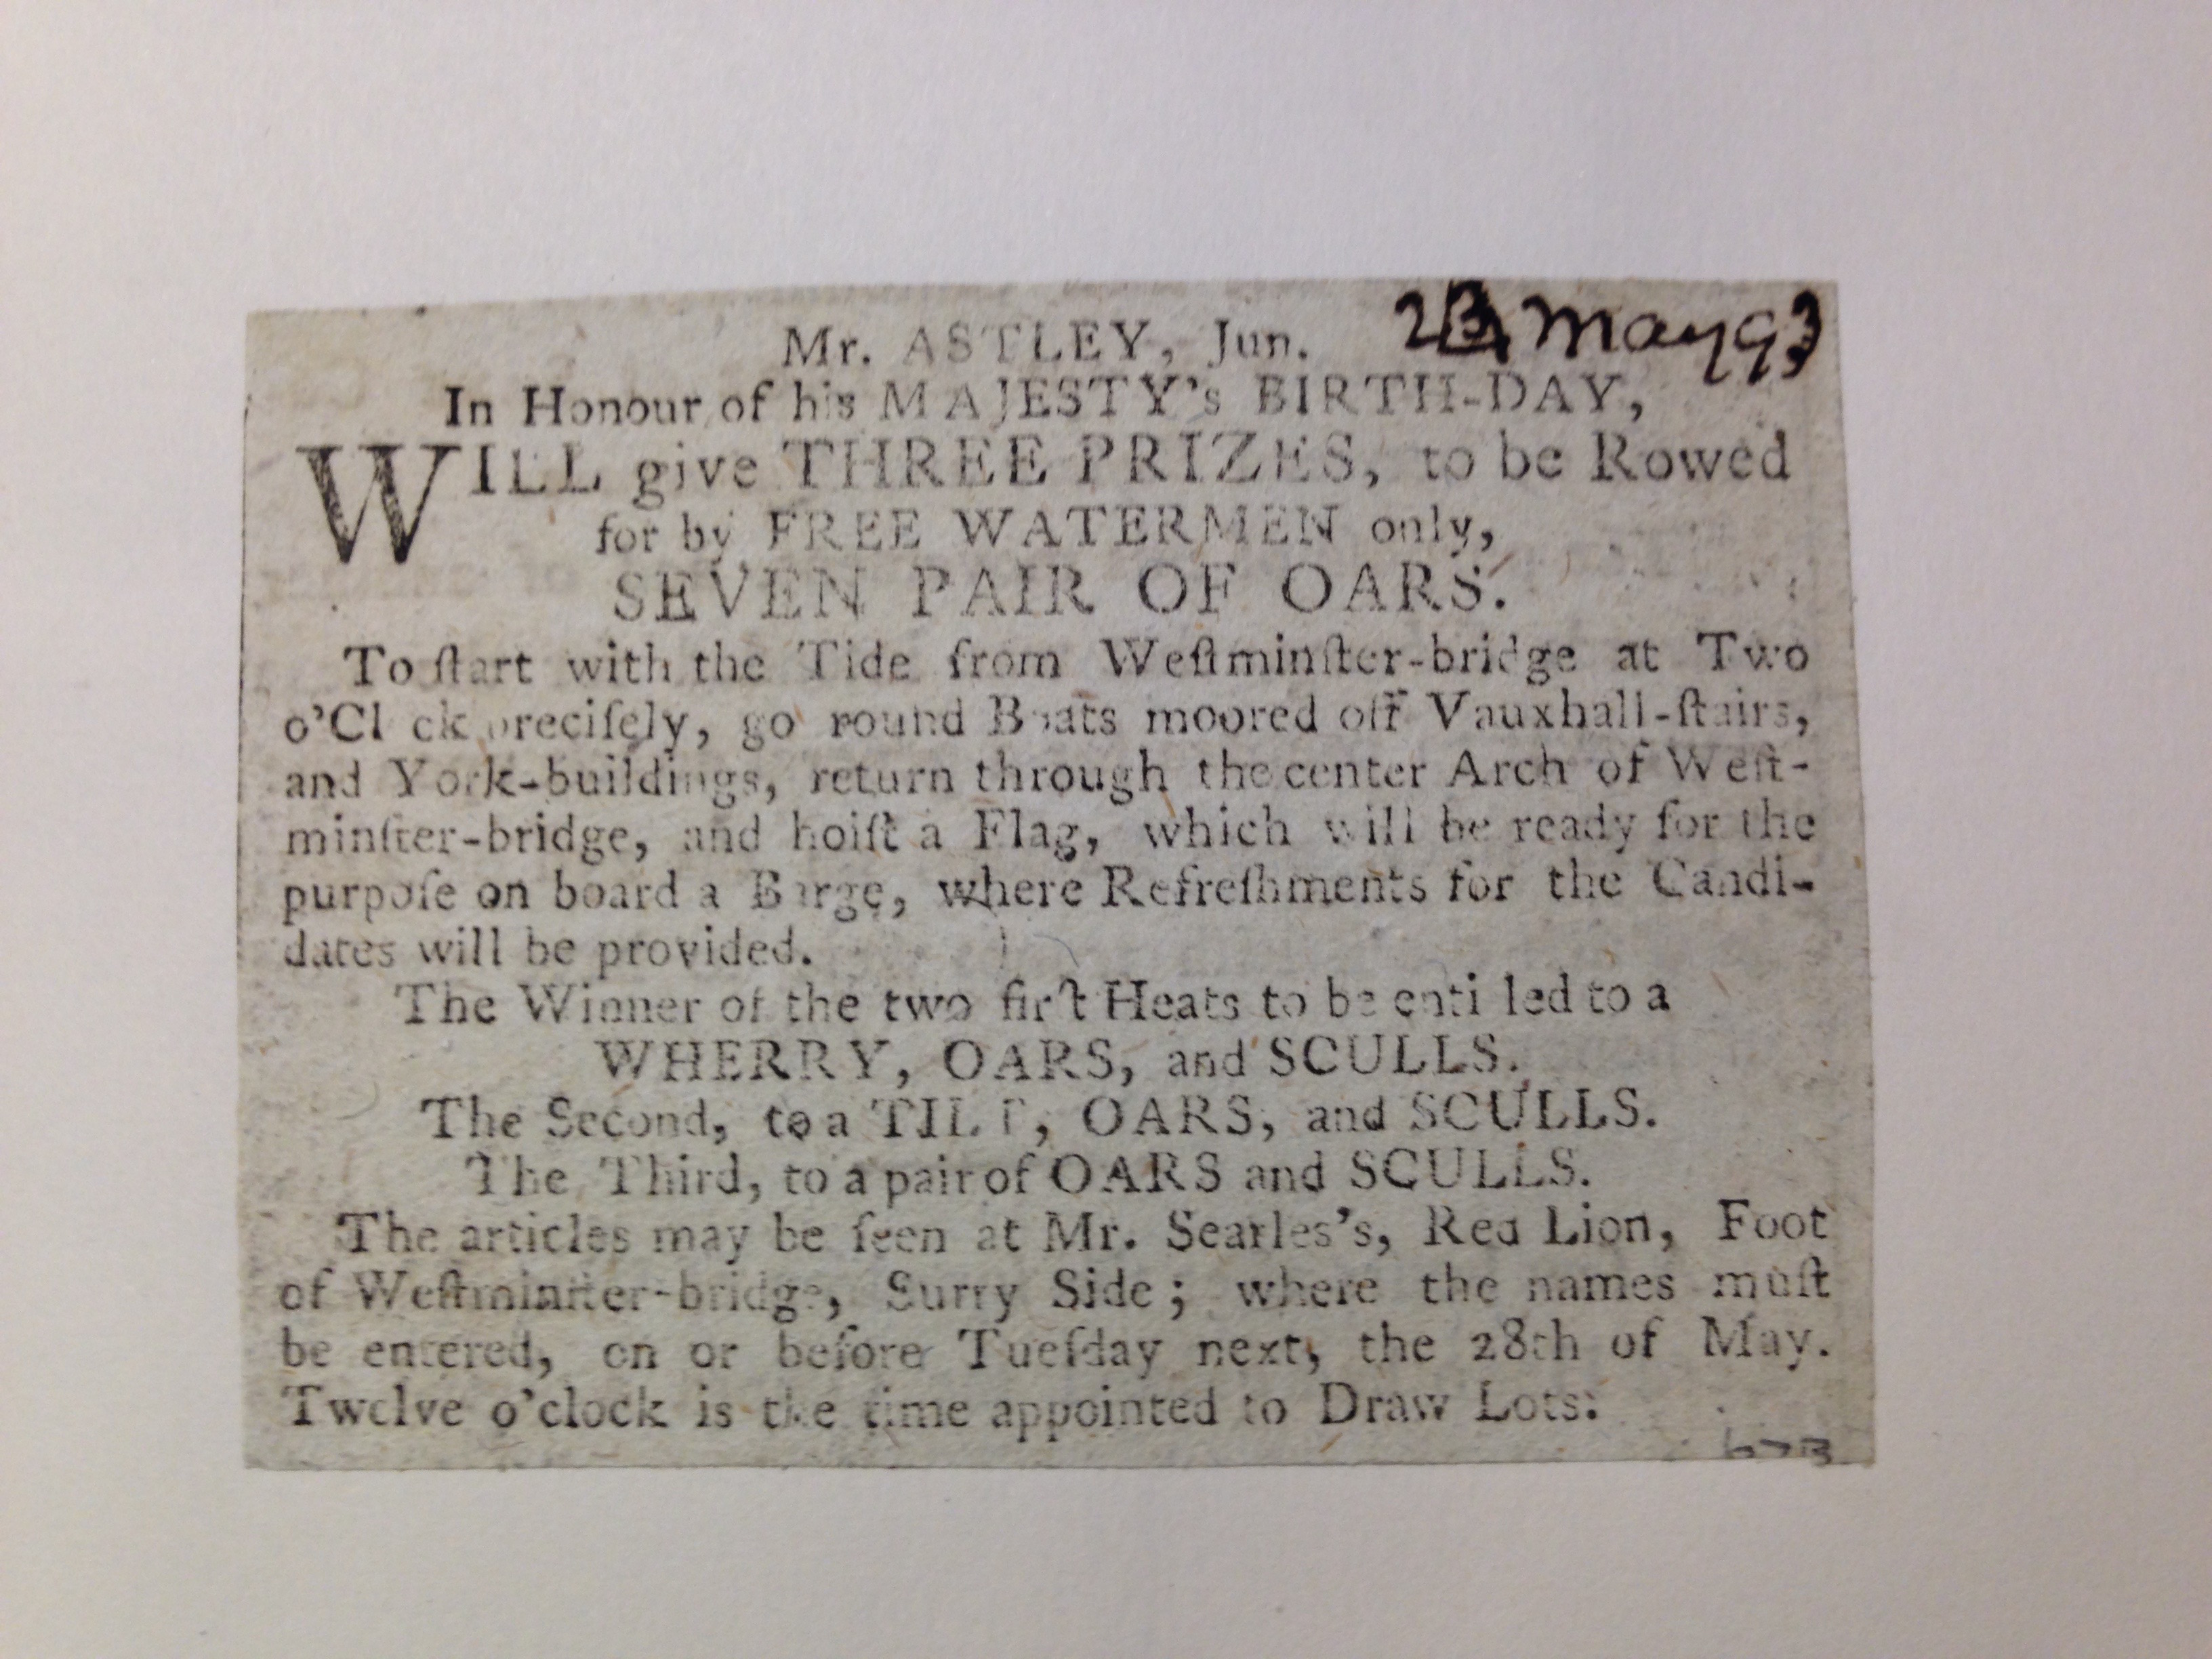 Mr. ASTLEY, Jun.
May 93
In Honour of his MAJESTY's BIRTH-DAY,
WILL give THREE PRIZES, to be Rowed
for by FREE WATERMEN only,
SEVEN PAIR OF OARS.
To ſtart with the Tide from Weſtminſter-bridge at Two
o'Cl ck preciſely, go round Boats moored off Vauxhall-ſtairs,
and York-buildings, return through the center Arch of Weſt-
minſter-bridge, and hoiſt a Flag, which will be ready for the
purpoſe on board a Barge, where Refreſhments for the Candi-
dates will be provided.
The Winner of the two firſt Heats to be enti led to a
WHERRY, OARS, and SCULLS.
The Second, to a TILT, OARS, and SCULLS.
The Third, to a pair of OARS and SCULLS.
The articles may be ſeen at Mr. Searles's, Red Lion, Foot
of Weſtminſter-bridge, Surry Side; where the names muſt
be entered, on or before Tueſday next, the 28th of May.
Twelve o'clock is the time appointed to Draw Lots.